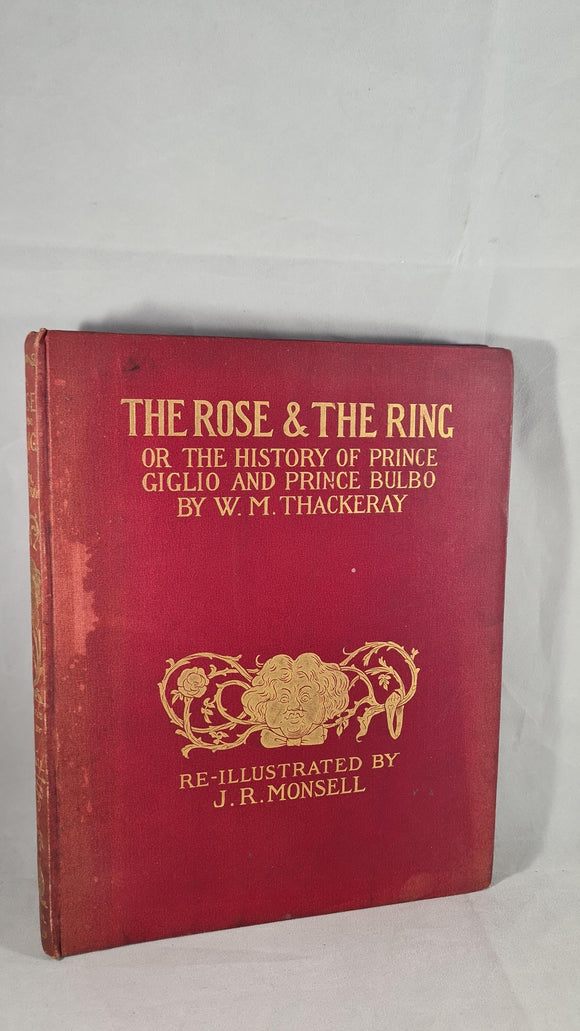 THE ROSE & THE RING
OR THE HISTORY OF PRINCE
GIGLIO AND PRINCE BULBO
BY W. M. THACKERAY
RE-ILLUSTRATED BY
J. R. MONSELL